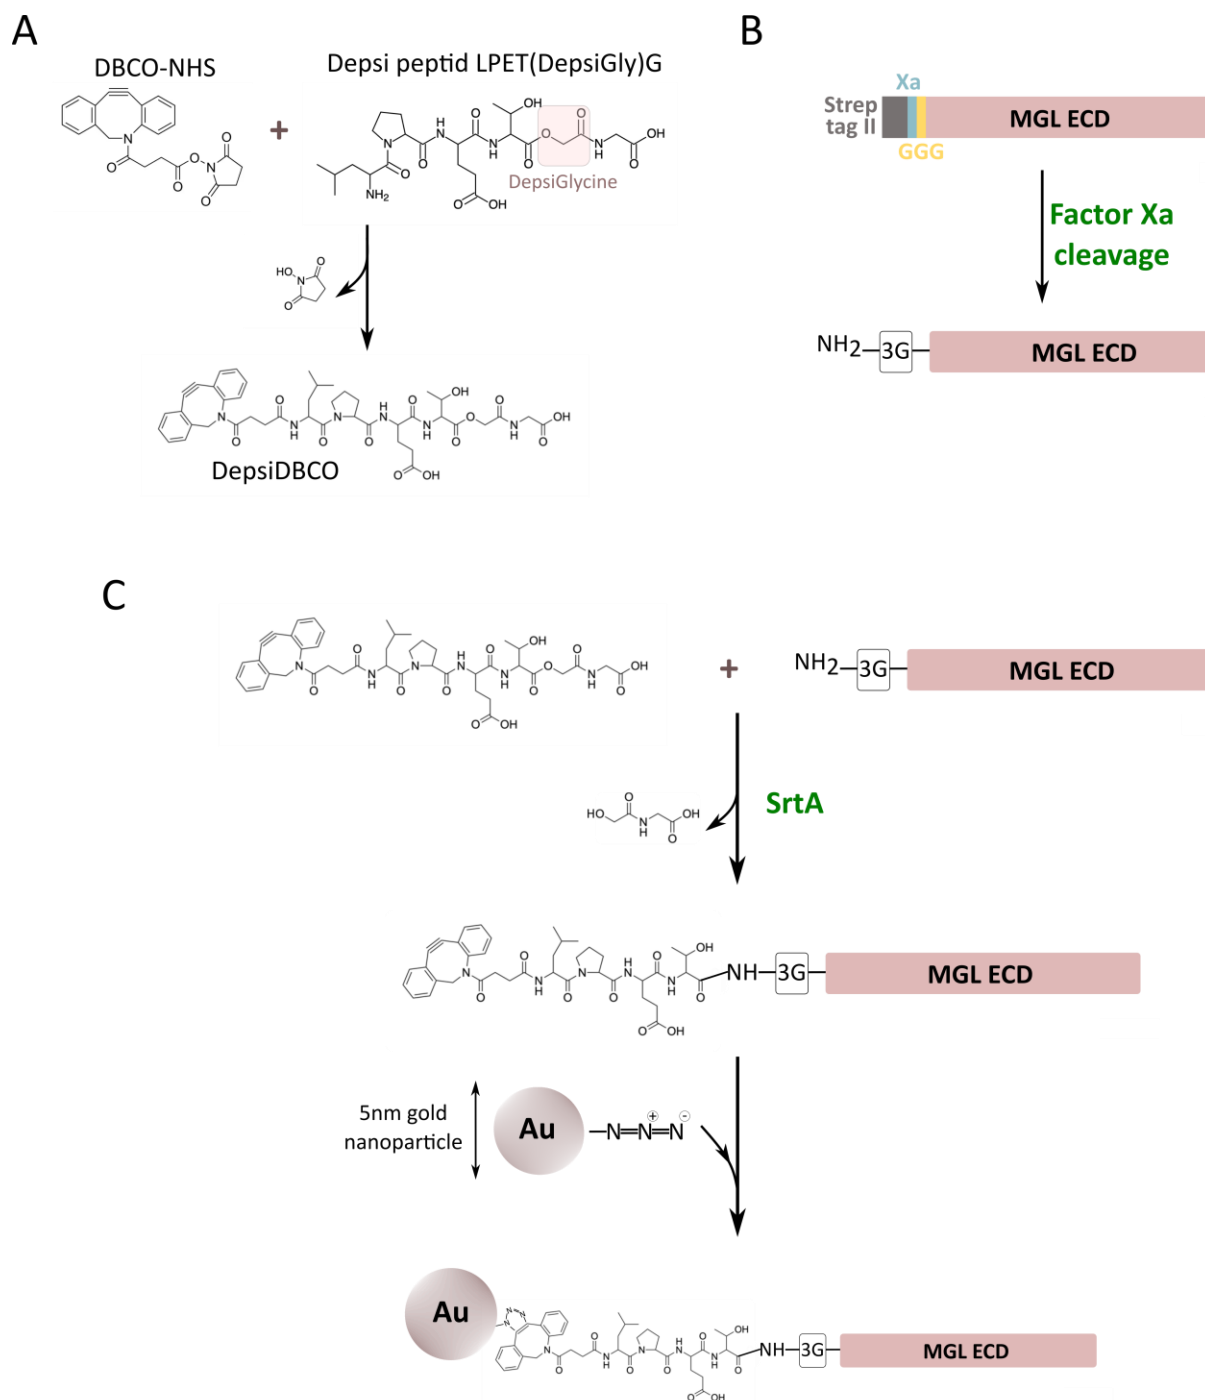 A
DBCO-NHS
Depsi peptid LPET(DepsiGly)G
DepsiGlycine
DepsiDBCO
B
Xa
Strep
tag II
GGG
MGL ECD
Factor Xa
cleavage
NH2
3G
MGL ECD
C
NH2
3G
MGL ECD
SrtA
NH
3G
MGL ECD
5nm gold
nanoparticle
Au
N=N=N
+ -
Au
NH
3G
MGL ECD